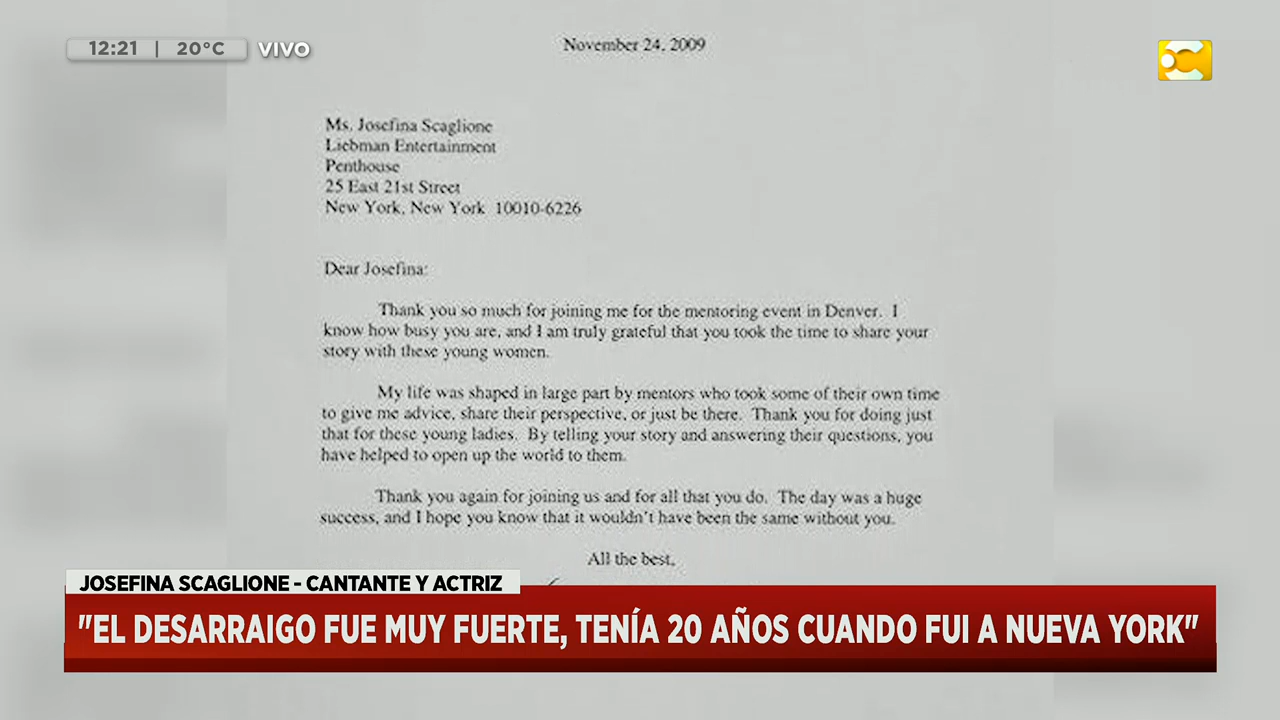 12:21 | 20°C VIVO
November 24, 2009
Ms. Josefina Scaglione
Liebman Entertainment
Penthouse
25 East 21st Street
New York, New York 10010-6226
Dear Josefina:
Thank you so much for joining me for the mentoring event in Denver. I
know how busy you are, and I am truly grateful that you took the time to share your
story with these young women.
My life was shaped in large part by mentors who took some of their own time
to give me advice, share their perspective, or just be there. Thank you for doing just
that for these young ladies. By telling your story and answering their questions, you
have helped to open up the world to them.
Thank you again for joining us and for all that you do. The day was a huge
success, and I hope you know that it wouldn't have been the same without you.
All the best,
JOSEFINA SCAGLIONE - CANTANTE Y ACTRIZ
"EL DESARRAIGO FUE MUY FUERTE, TENÍA 20 AÑOS CUANDO FUI A NUEVA YORK"